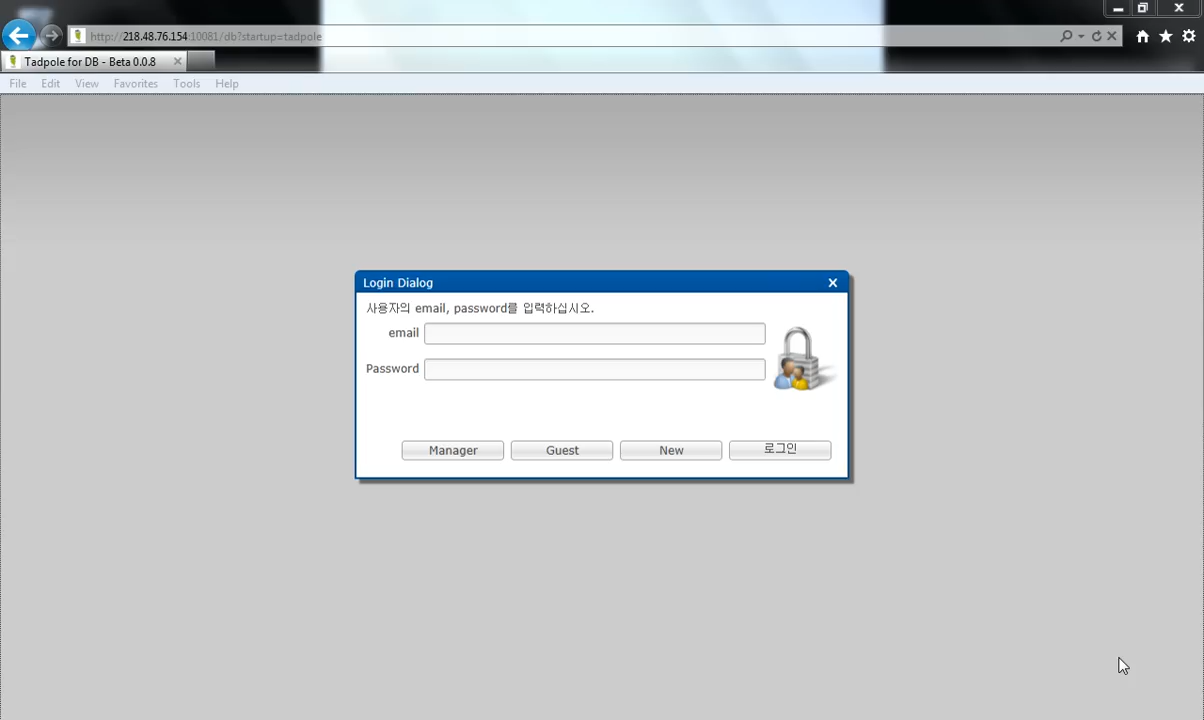 http://218.48.76.154:10081/db?startup=tadpole
Tadpole for DB - Beta 0.0.8
File Edit View Favorites Tools Help
Login Dialog
사용자의 email, password를 입력하십시오.
email
Password
Manager Guest New 로그인